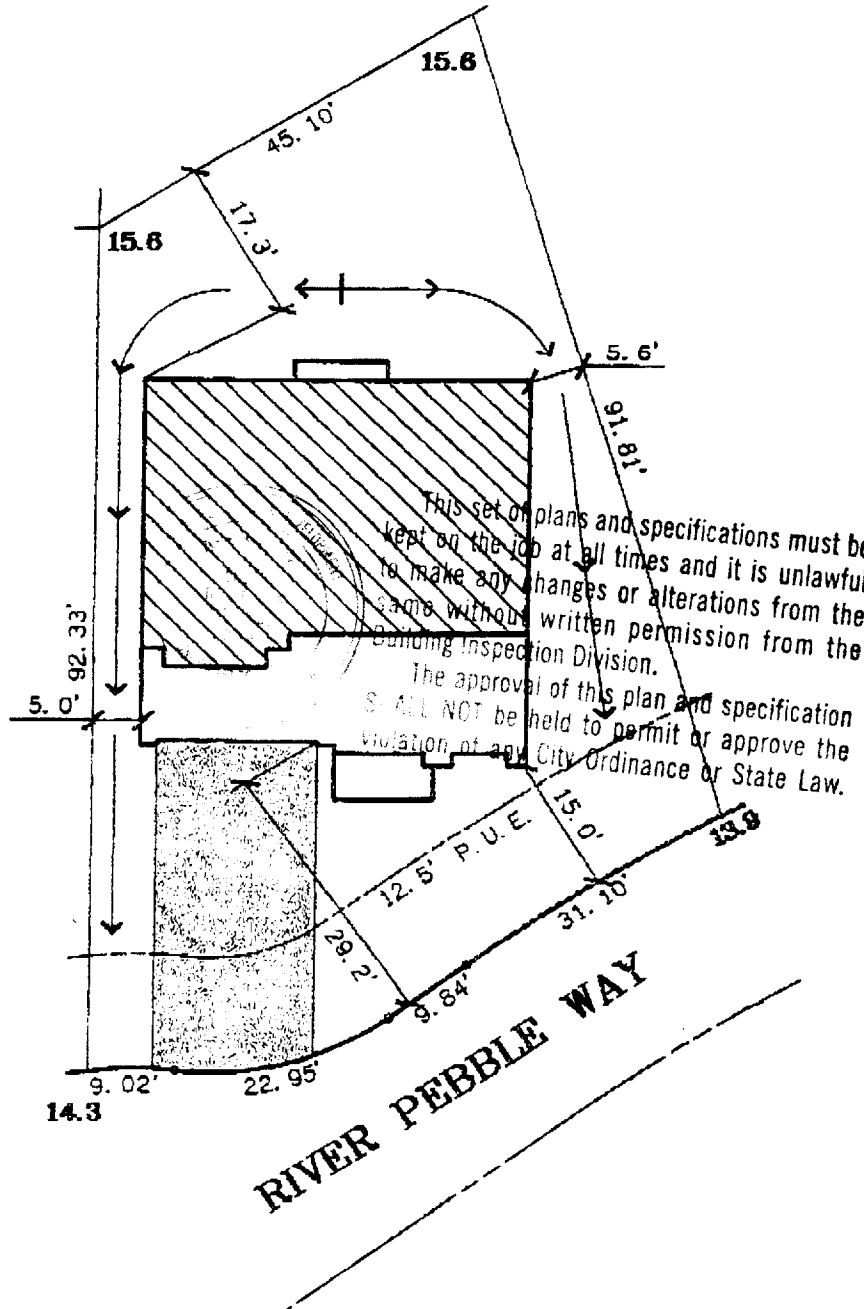 15.6
45.10'
17.3'
15.6
5.6'
91.81'
This set of plans and specifications must be
kept on the job at all times and it is unlawful
to make any changes or alterations from the
same without written permission from the
Building Inspection Division.
The approval of this plan and specification
SHALL NOT be held to permit or approve the
violation of any City Ordinance or State Law.
92.33'
5.0'
15.0'
13.9
12.5' P.U.E.
31.10'
29.2'
9.84'
9.02'
22.95'
14.3
RIVER PEBBLE WAY